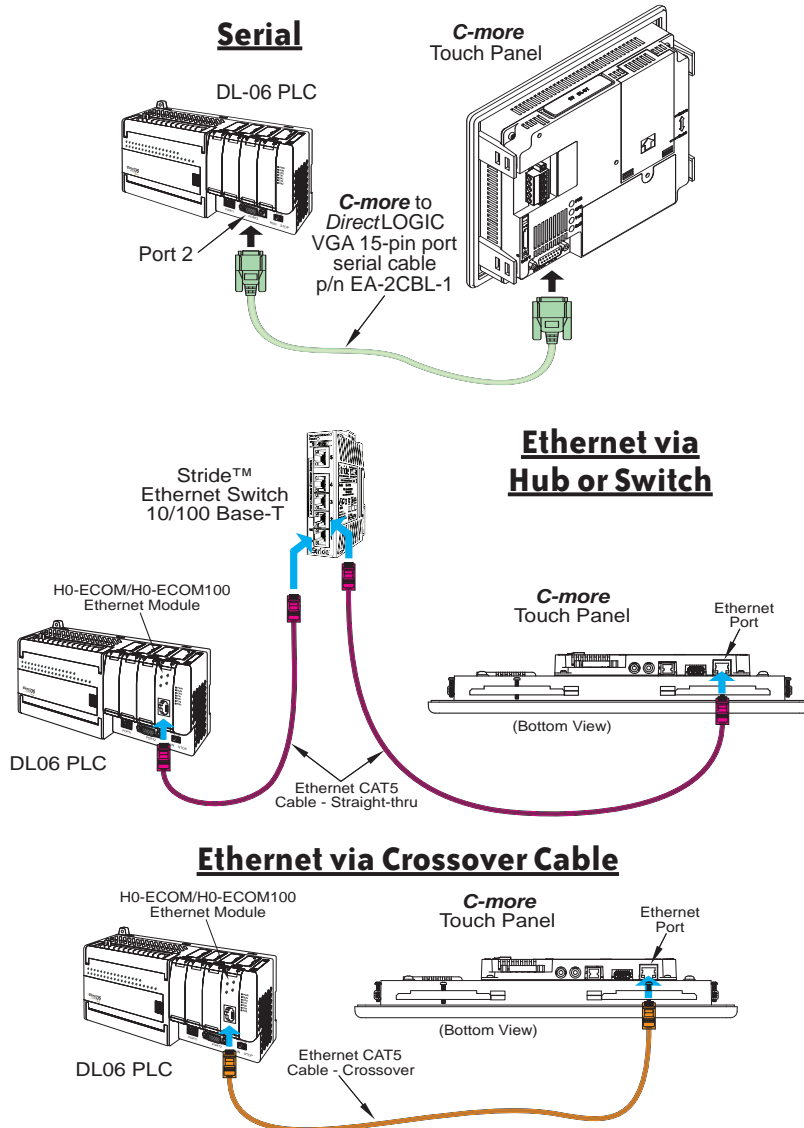 Serial
C-more
Touch Panel
DL-06 PLC
C-more to
DirectLOGIC
VGA 15-pin port
serial cable
p/n EA-2CBL-1
Port 2
Ethernet via
Hub or Switch
Stride™
Ethernet Switch
10/100 Base-T
Stride
H0-ECOM/H0-ECOM100
Ethernet Module
C-more
Touch Panel
Ethernet
Port
(Bottom View)
DL06 PLC
Ethernet CAT5
Cable - Straight-thru
Ethernet via Crossover Cable
H0-ECOM/H0-ECOM100
Ethernet Module
C-more
Touch Panel
Ethernet
Port
(Bottom View)
DL06 PLC
Ethernet CAT5
Cable - Crossover